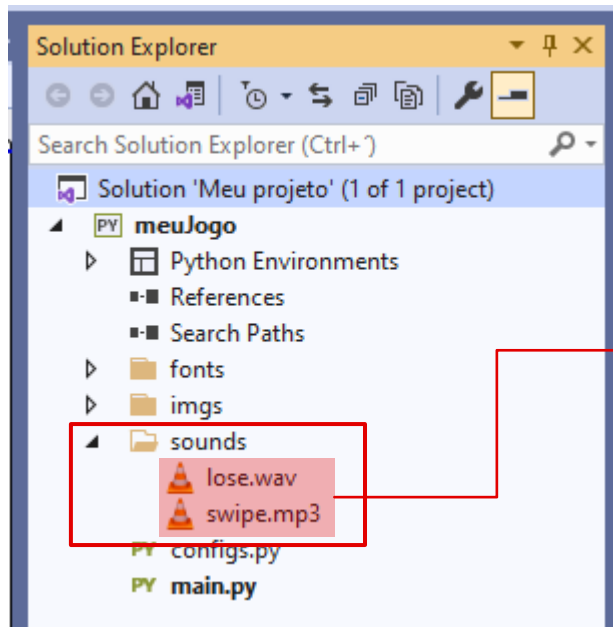 Solution Explorer
Search Solution Explorer (Ctrl+´)
Solution 'Meu projeto' (1 of 1 project)
PY meuJogo
Python Environments
References
Search Paths
fonts
imgs
sounds
lose.wav
swipe.mp3
PY configs.py
PY main.py